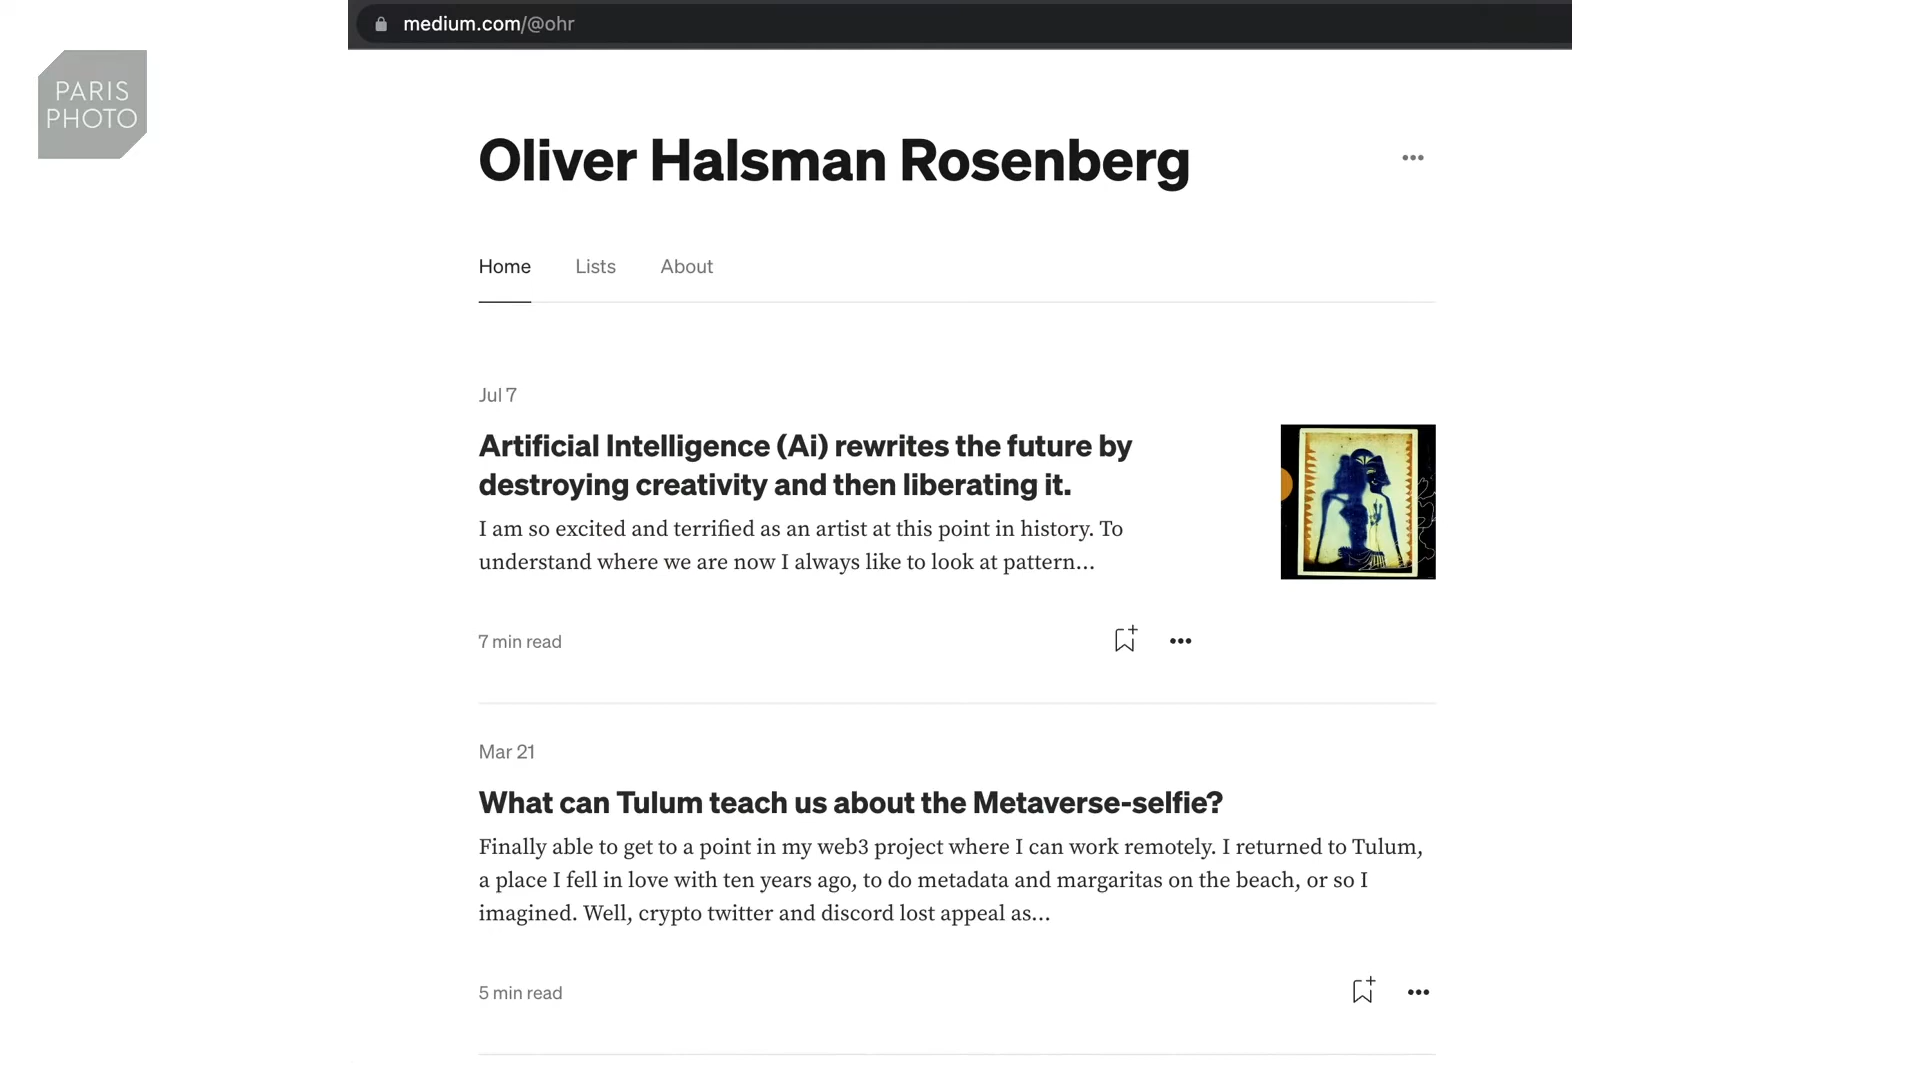 medium.com/@ohr
PARIS
PHOTO
Oliver Halsman Rosenberg
Home Lists About
Jul 7
Artificial Intelligence (Ai) rewrites the future by
destroying creativity and then liberating it.
I am so excited and terrified as an artist at this point in history. To
understand where we are now I always like to look at pattern...
7 min read
Mar 21
What can Tulum teach us about the Metaverse-selfie?
Finally able to get to a point in my web3 project where I can work remotely. I returned to Tulum,
a place I fell in love with ten years ago, to do metadata and margaritas on the beach, or so I
imagined. Well, crypto twitter and discord lost appeal as...
5 min read